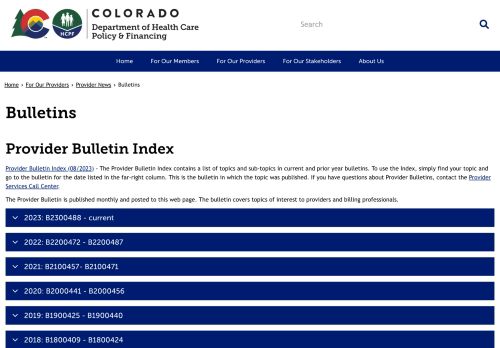 COLORADO
Department of Health Care
Policy & Financing
HCPF
Search
Home For Our Members For Our Providers For Our Stakeholders About Us
Home › For Our Providers › Provider News › Bulletins
Bulletins
Provider Bulletin Index
Provider Bulletin Index (08/2023) - The Provider Bulletin Index contains a list of topics and sub-topics in current and prior year bulletins. To use the index, simply find your topic and
go to the bulletin for the date listed in the far-right column. This is the bulletin in which the topic was published. If you have questions about Provider Bulletins, contact the Provider
Services Call Center.
The Provider Bulletin is published monthly and posted to this web page. The bulletin covers topics of interest to providers and billing professionals.
2023: B2300488 - current
2022: B2200472 - B2200487
2021: B2100457- B2100471
2020: B2000441 - B2000456
2019: B1900425 - B1900440
2018: B1800409 - B1800424